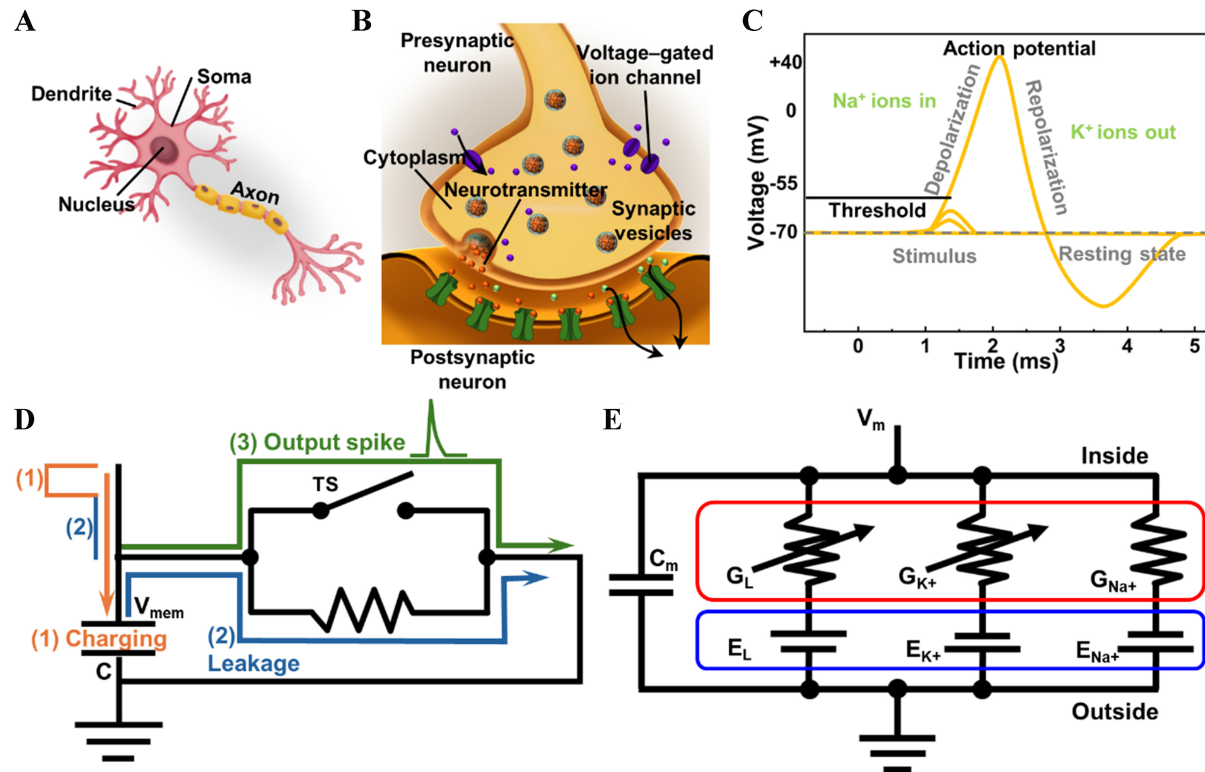 A
Soma
Dendrite
Nucleus
Axon
B
Presynaptic
neuron
Voltage–gated
ion channel
Cytoplasm
Neurotransmitter
Synaptic
vesicles
Postsynaptic
neuron
C
Action potential
+40
0
-55
-70
Voltage (mV)
Na⁺ ions in
Depolarization
Repolarization
K⁺ ions out
Threshold
Stimulus
Resting state
0 1 2 3 4 5
Time (ms)
D
(3) Output spike
(1)
(2)
TS
Vmem
(1) Charging
C
(2)
Leakage
E
Vm
Inside
Cm
GL
GK+
GNa+
EL
EK+
ENa+
Outside